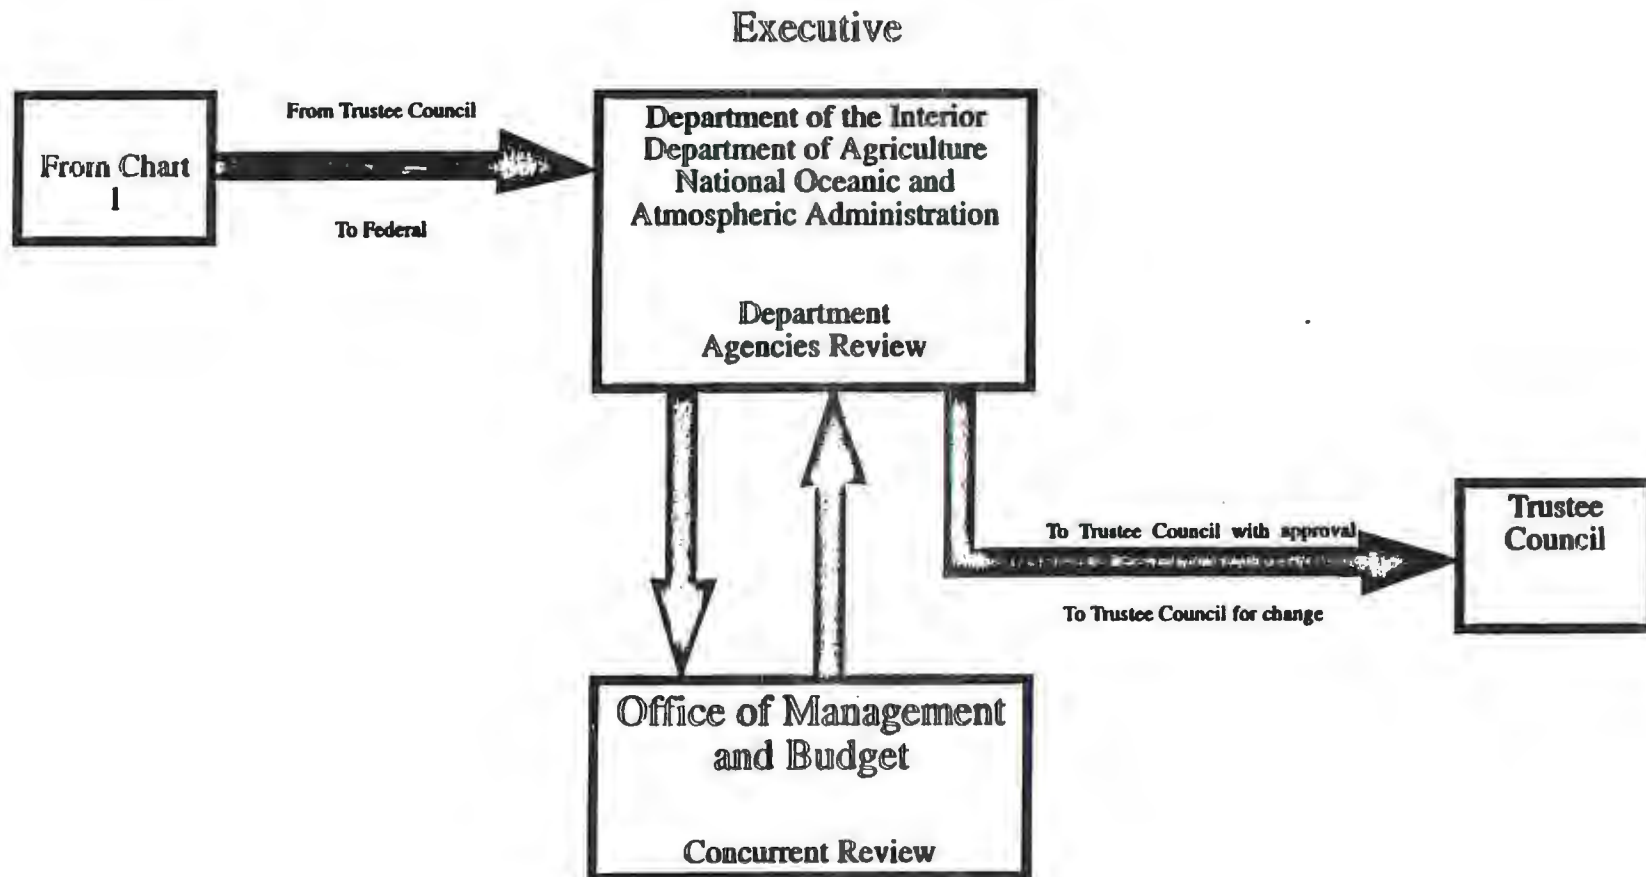 Executive
From Chart
1
From Trustee Council
To Federal
Department of the Interior
Department of Agriculture
National Oceanic and
Atmospheric Administration
Department
Agencies Review
To Trustee Council with approval
To Trustee Council for change
Trustee
Council
Office of Management
and Budget
Concurrent Review